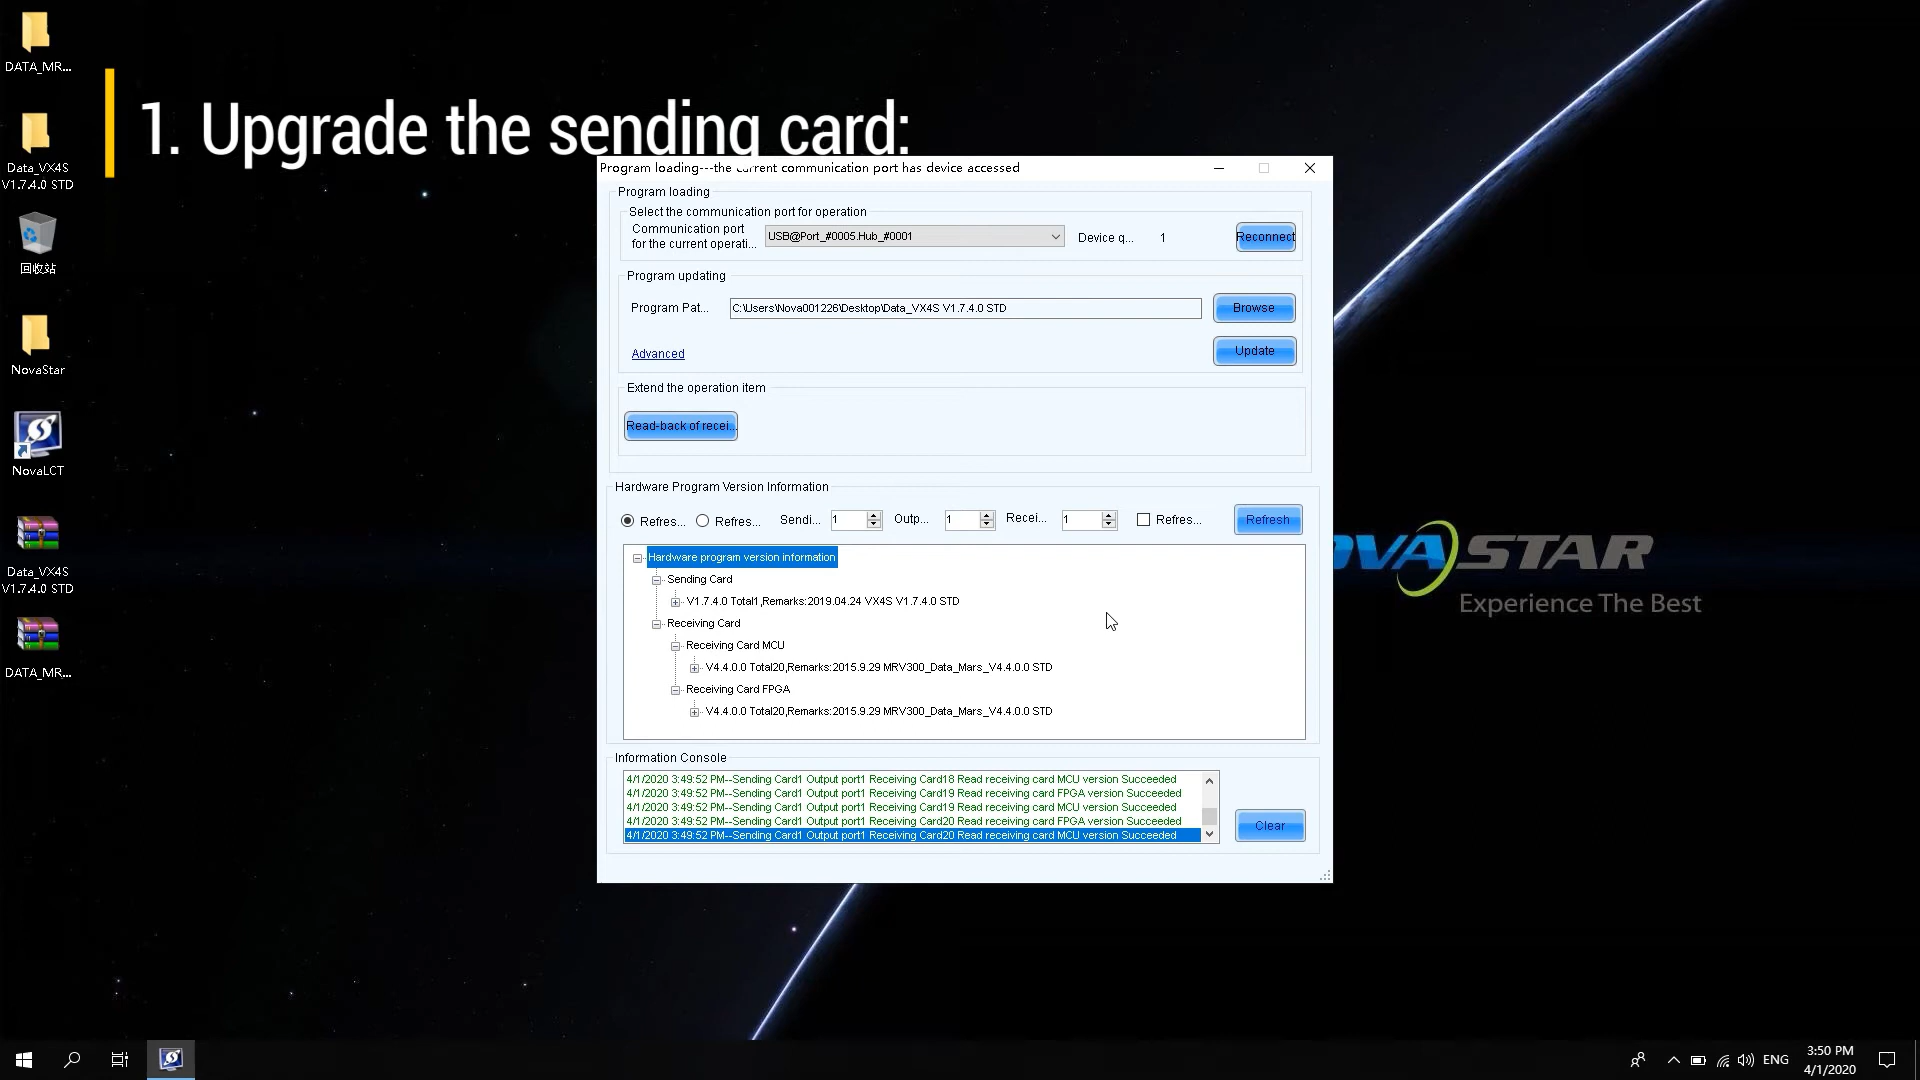 DATA_MR...
Data_VX4S
V1.7.4.0 STD
回收站
NovaStar
NovaLCT
Data_VX4S
V1.7.4.0 STD
DATA_MR...
1. Upgrade the sending card:
Program loading---the current communication port has device accessed
Program loading
Select the communication port for operation
Communication port
for the current operati...
USB@Port_#0005.Hub_#0001
Device q...
1
Reconnect
Program updating
Program Pat...
C:\Users\Nova001226\Desktop\Data_VX4S V1.7.4.0 STD
Browse
Advanced
Update
Extend the operation item
Read-back of recei...
Hardware Program Version Information
Refres...
Refres...
Sendi...
1
Outp...
1
Recei...
1
Refres...
Refresh
Hardware program version information
Sending Card
V1.7.4.0 Total1,Remarks:2019.04.24 VX4S V1.7.4.0 STD
Receiving Card
Receiving Card MCU
V4.4.0.0 Total20,Remarks:2015.9.29 MRV300_Data_Mars_V4.4.0.0 STD
Receiving Card FPGA
V4.4.0.0 Total20,Remarks:2015.9.29 MRV300_Data_Mars_V4.4.0.0 STD
Information Console
4/1/2020 3:49:52 PM--Sending Card1 Output port1 Receiving Card18 Read receiving card MCU version Succeeded
4/1/2020 3:49:52 PM--Sending Card1 Output port1 Receiving Card19 Read receiving card FPGA version Succeeded
4/1/2020 3:49:52 PM--Sending Card1 Output port1 Receiving Card19 Read receiving card MCU version Succeeded
4/1/2020 3:49:52 PM--Sending Card1 Output port1 Receiving Card20 Read receiving card FPGA version Succeeded
4/1/2020 3:49:52 PM--Sending Card1 Output port1 Receiving Card20 Read receiving card MCU version Succeeded
Clear
OVASTAR
Experience The Best
ENG
3:50 PM
4/1/2020